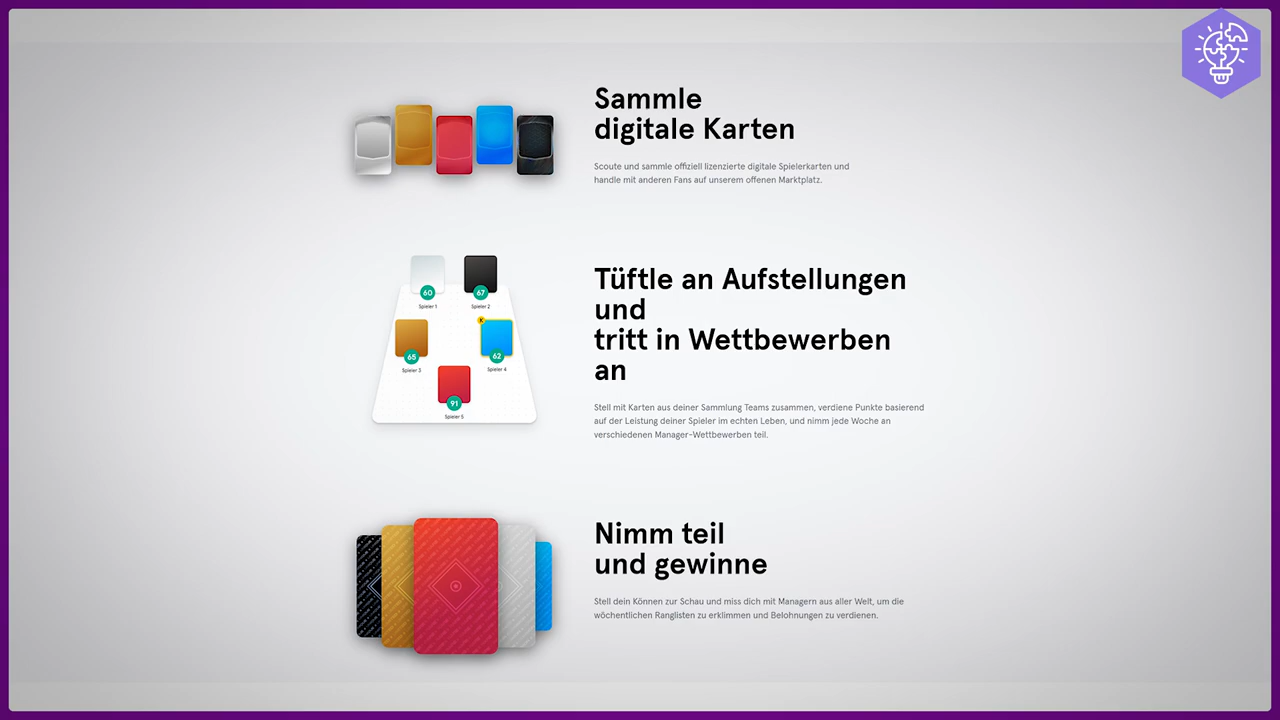 Sammle
digitale Karten
Scoute und sammle offiziell lizenzierte digitale Spielerkarten und
handle mit anderen Fans auf unserem offenen Marktplatz.
60
67
Spieler 1
Spieler 2
K
65
62
Spieler 3
Spieler 4
91
Spieler 5
Tüftle an Aufstellungen
und
tritt in Wettbewerben
an
Stell mit Karten aus deiner Sammlung Teams zusammen, verdiene Punkte basierend
auf der Leistung deiner Spieler im echten Leben, und nimm jede Woche an
verschiedenen Manager-Wettbewerben teil.
Nimm teil
und gewinne
Stell dein Können zur Schau und miss dich mit Managern aus aller Welt, um die
wöchentlichen Ranglisten zu erklimmen und Belohnungen zu verdienen.